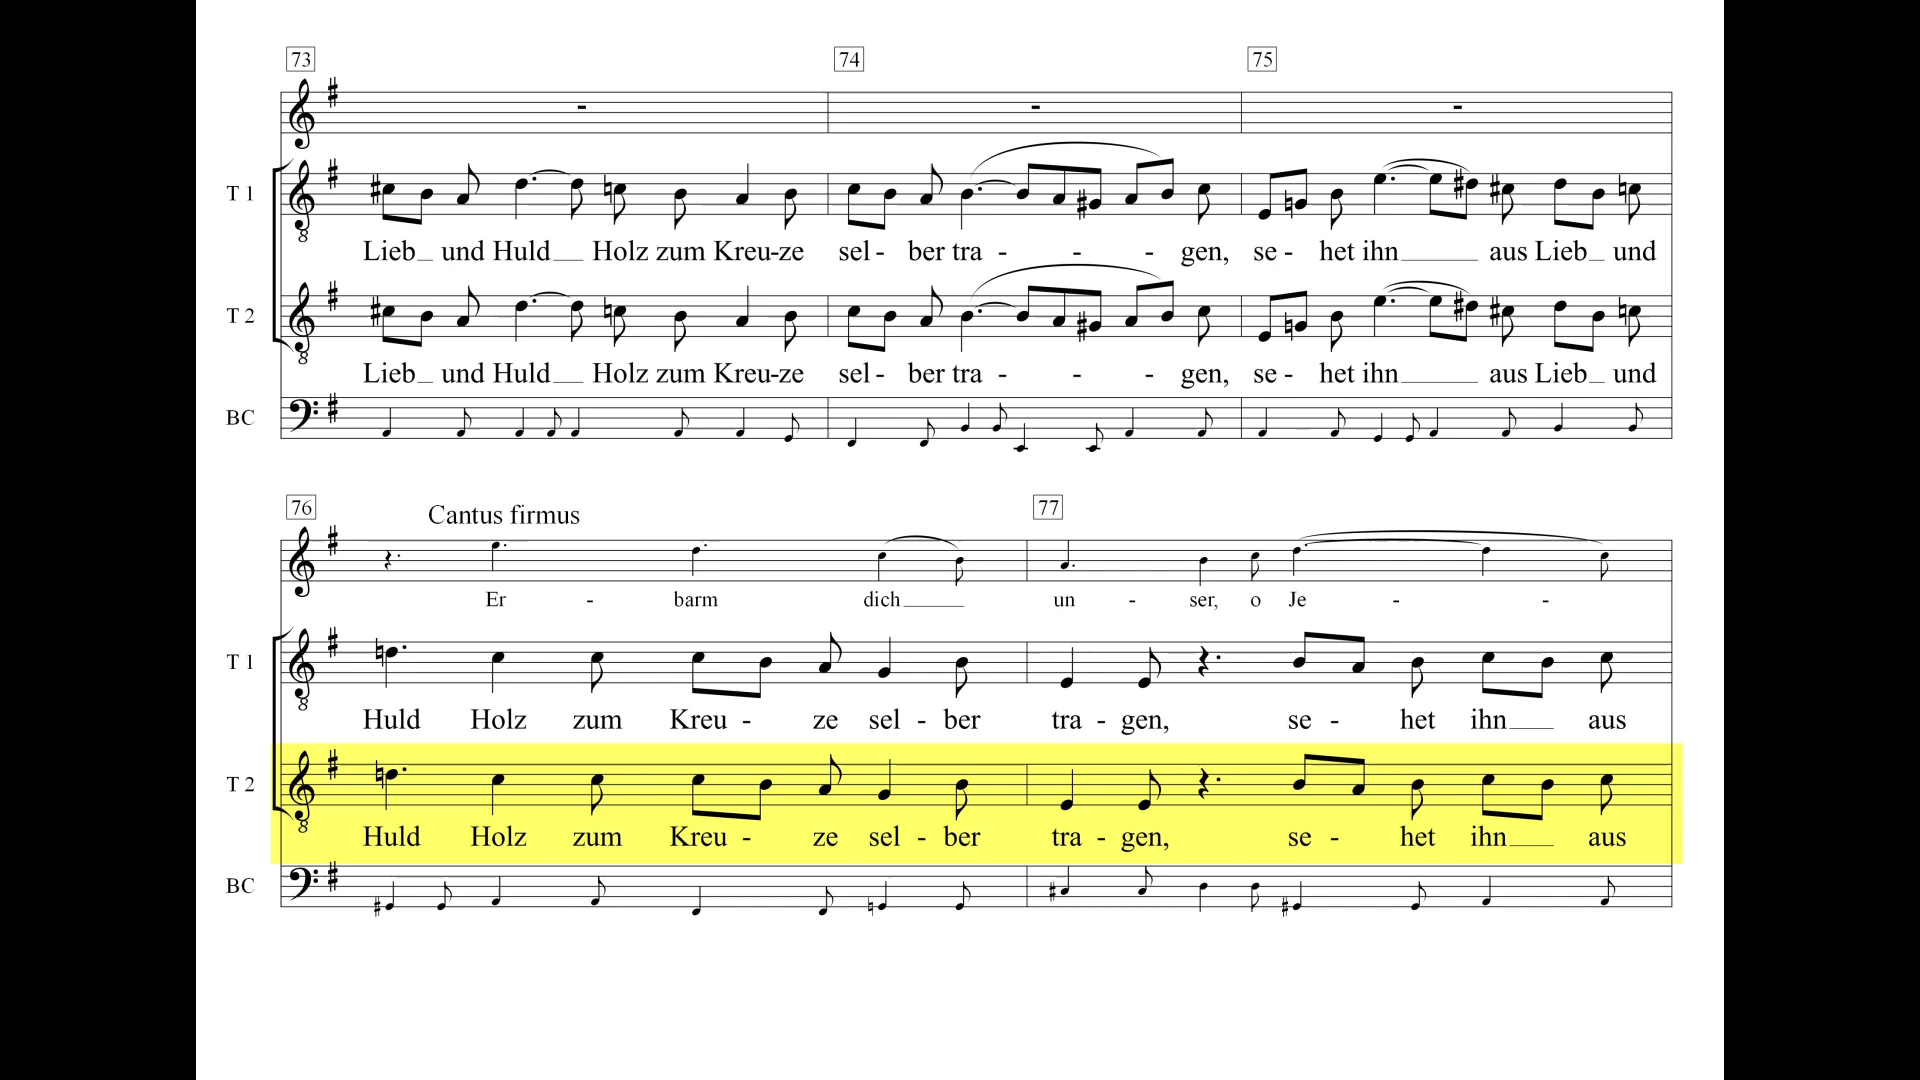 73 74 75
T 1
Lieb_ und Huld__ Holz zum Kreu-ze sel - ber tra - - - gen, se - het ihn____ aus Lieb_ und
T 2
Lieb_ und Huld__ Holz zum Kreu-ze sel - ber tra - - - gen, se - het ihn____ aus Lieb_ und
BC
76 Cantus firmus 77
Er - barm dich____ un - ser, o Je - -
T 1
Huld Holz zum Kreu - ze sel - ber tra - gen, se - het ihn___ aus
T 2
Huld Holz zum Kreu - ze sel - ber tra - gen, se - het ihn___ aus
BC